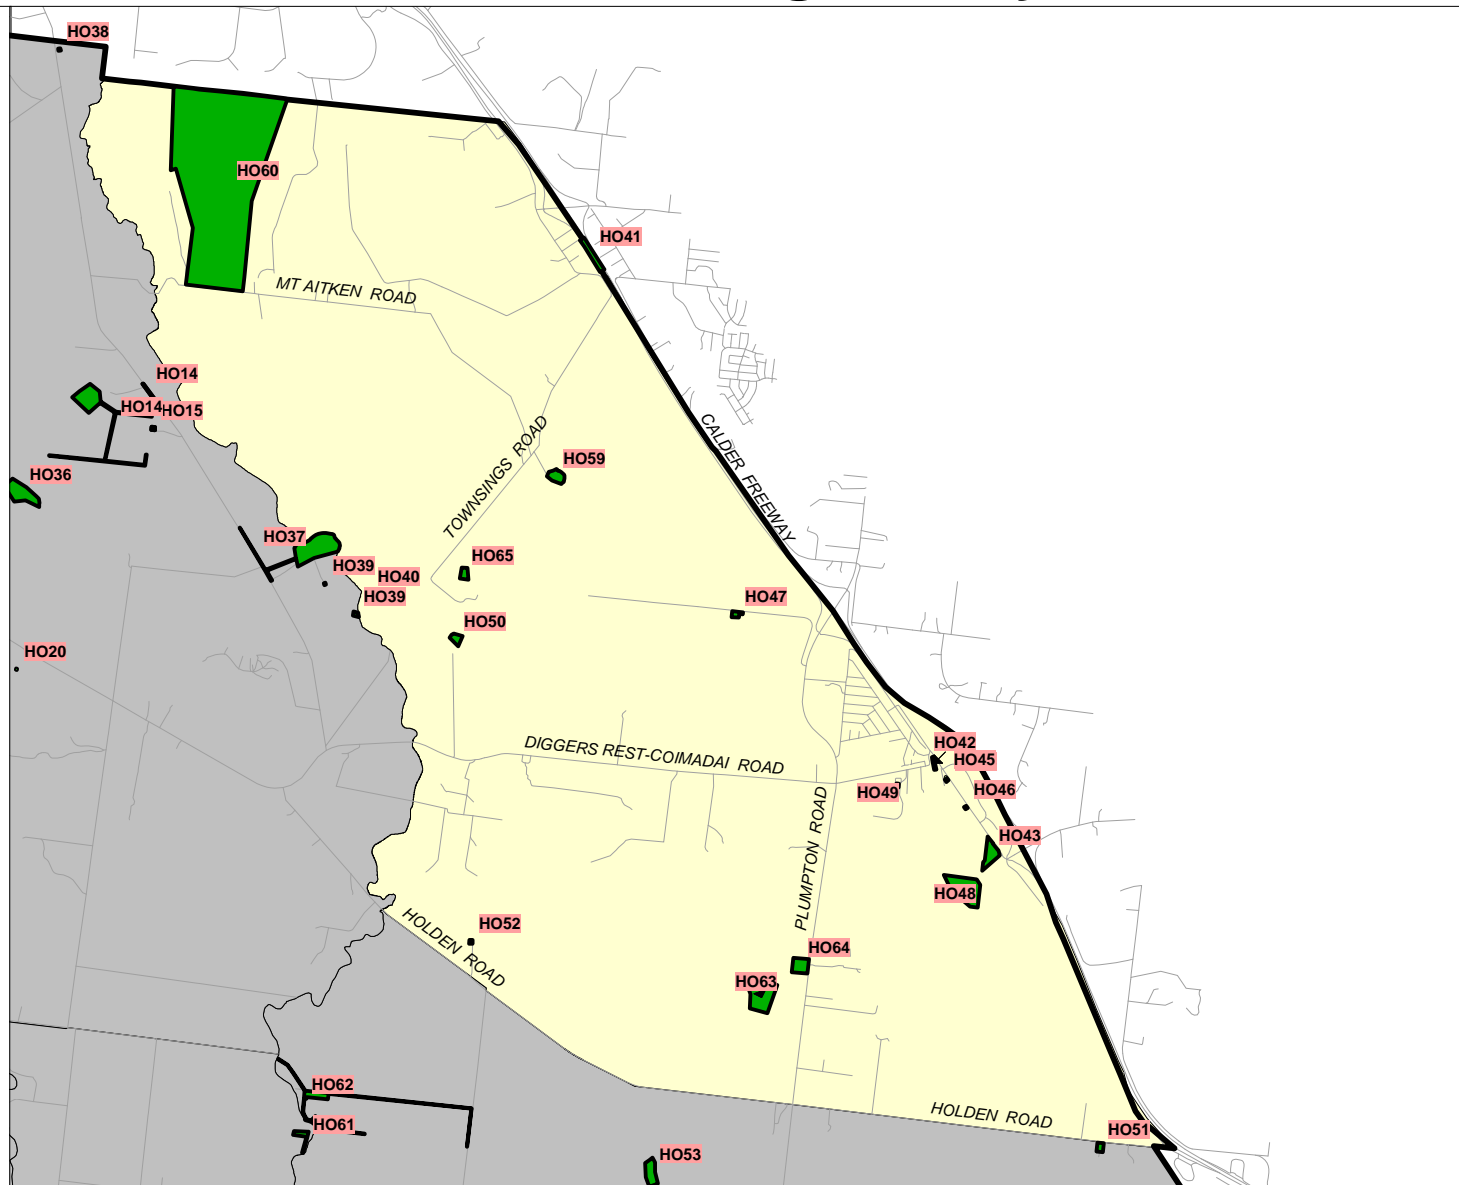 HO38
HO60
HO41
MT AITKEN ROAD
HO14
HO14
HO15
CALDER FREEWAY
TOWNSINGS ROAD
HO59
HO36
HO37
HO39
HO40
HO65
HO39
HO47
HO50
HO20
DIGGERS REST-COIMADAI ROAD
HO42
HO45
HO49
HO46
PLUMPTON ROAD
HO43
HO48
HOLDEN ROAD
HO52
HO64
HO63
HO62
HOLDEN ROAD
HO61
HO51
HO53